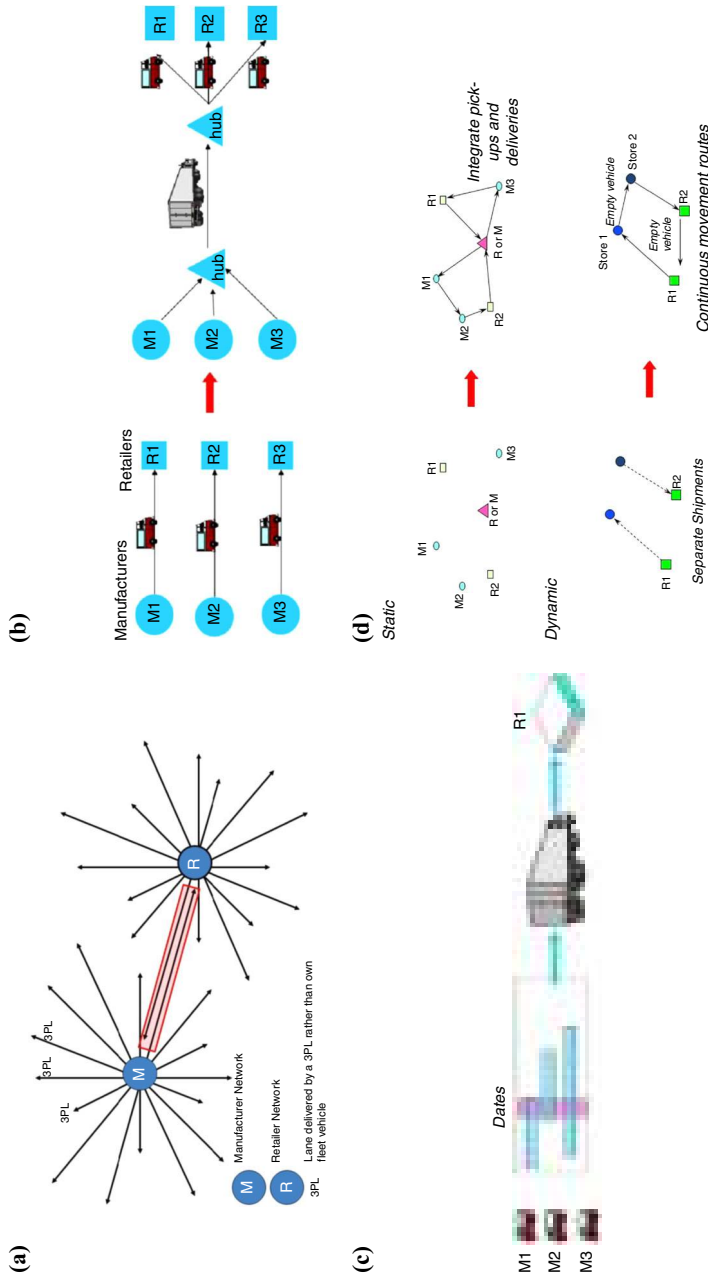 (a)
3PL
3PL
3PL
M
R
M
Manufacturer Network
R
Retailer Network
3PL
Lane delivered by a 3PL rather than own
fleet vehicle
(b)
Manufacturers
Retailers
M1
R1
M2
R2
M3
R3
M1
M2
M3
hub
hub
R1
R2
R3
(c)
Dates
M1
M2
M3
R1
(d)
Static
M1
M2
R2
R or M
R1
M3
M1
M2
R2
R or M
R1
M3
Integrate pick-
ups and
deliveries
Dynamic
R1
R2
Separate Shipments
Store 1
Empty vehicle
Store 2
Empty
vehicle
R1
R2
Continuous movement routes